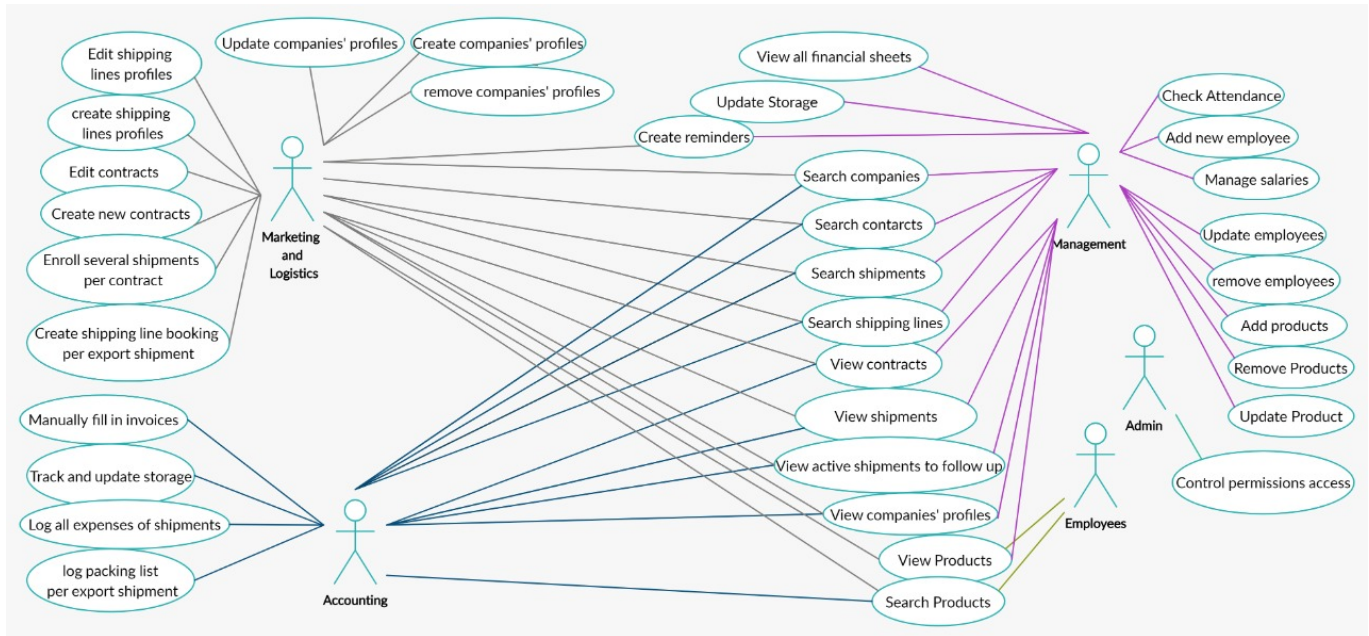 Edit shipping
lines profiles
create shipping
lines profiles
Edit contracts
Create new contracts
Enroll several shipments
per contract
Create shipping line booking
per export shipment
Update companies' profiles
Create companies' profiles
remove companies' profiles
Marketing
and
Logistics
Manually fill in invoices
Track and update storage
Log all expenses of shipments
log packing list
per export shipment
Accounting
View all financial sheets
Update Storage
Create reminders
Search companies
Search contarcts
Search shipments
Search shipping lines
View contracts
View shipments
View active shipments to follow up
View companies' profiles
View Products
Search Products
Management
Check Attendance
Add new employee
Manage salaries
Update employees
remove employees
Add products
Remove Products
Update Product
Admin
Control permissions access
Employees